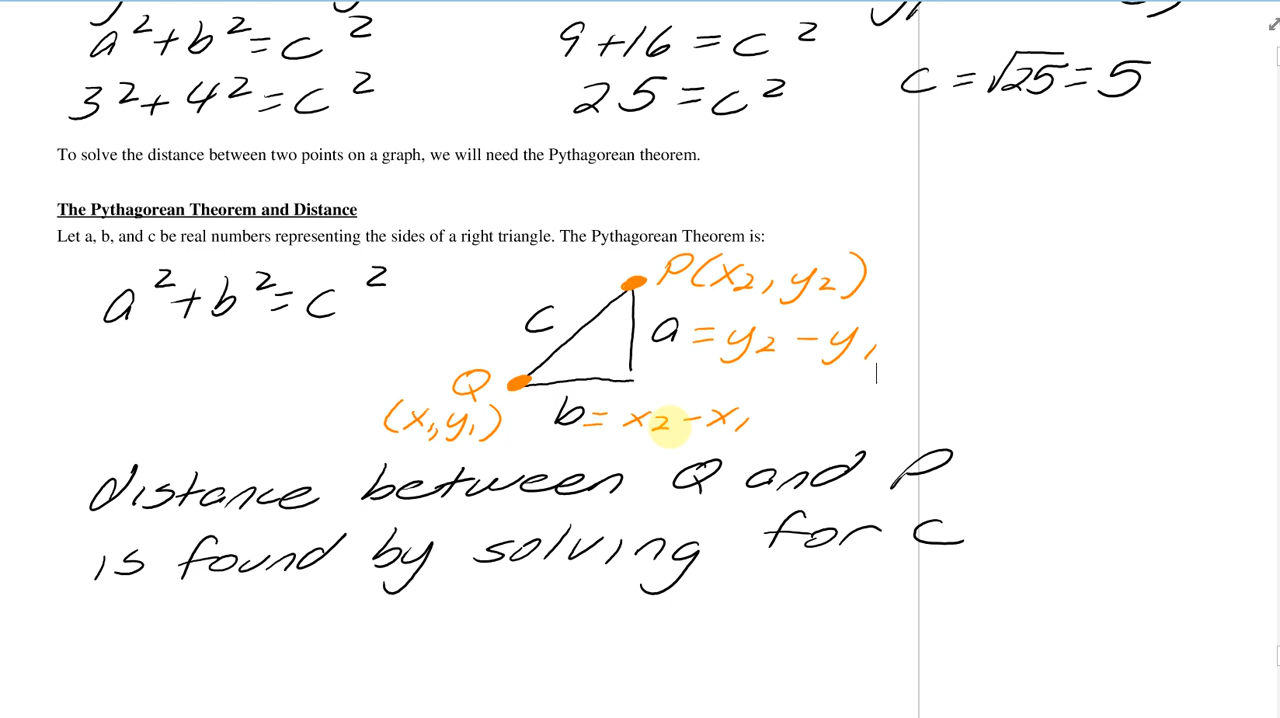 a²+b²=c²
3²+4²=c²
9+16=c²
25=c²
c=√25=5
To solve the distance between two points on a graph, we will need the Pythagorean theorem.
The Pythagorean Theorem and Distance
Let a, b, and c be real numbers representing the sides of a right triangle. The Pythagorean Theorem is:
a²+b²=c²
P(x₂, y₂)
c
a=y₂-y₁
Q
(x₁, y₁)
b=x₂-x₁
distance between Q and P
is found by solving for c